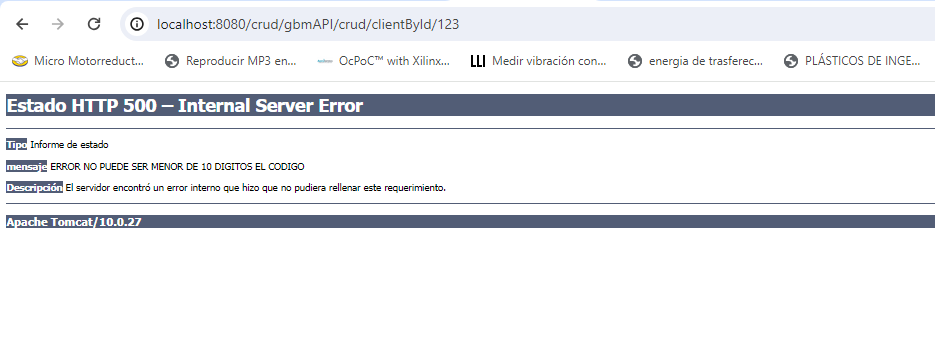 localhost:8080/crud/gbmAPI/crud/clientById/123
Micro Motorreduct... Reproducir MP3 en... OcPoC™ with Xilinx... Medir vibración con... energia de trasferec... PLÁSTICOS DE INGE...
Estado HTTP 500 – Internal Server Error
Tipo Informe de estado
mensaje ERROR NO PUEDE SER MENOR DE 10 DIGITOS EL CODIGO
Descripción El servidor encontró un error interno que hizo que no pudiera rellenar este requerimiento.
Apache Tomcat/10.0.27